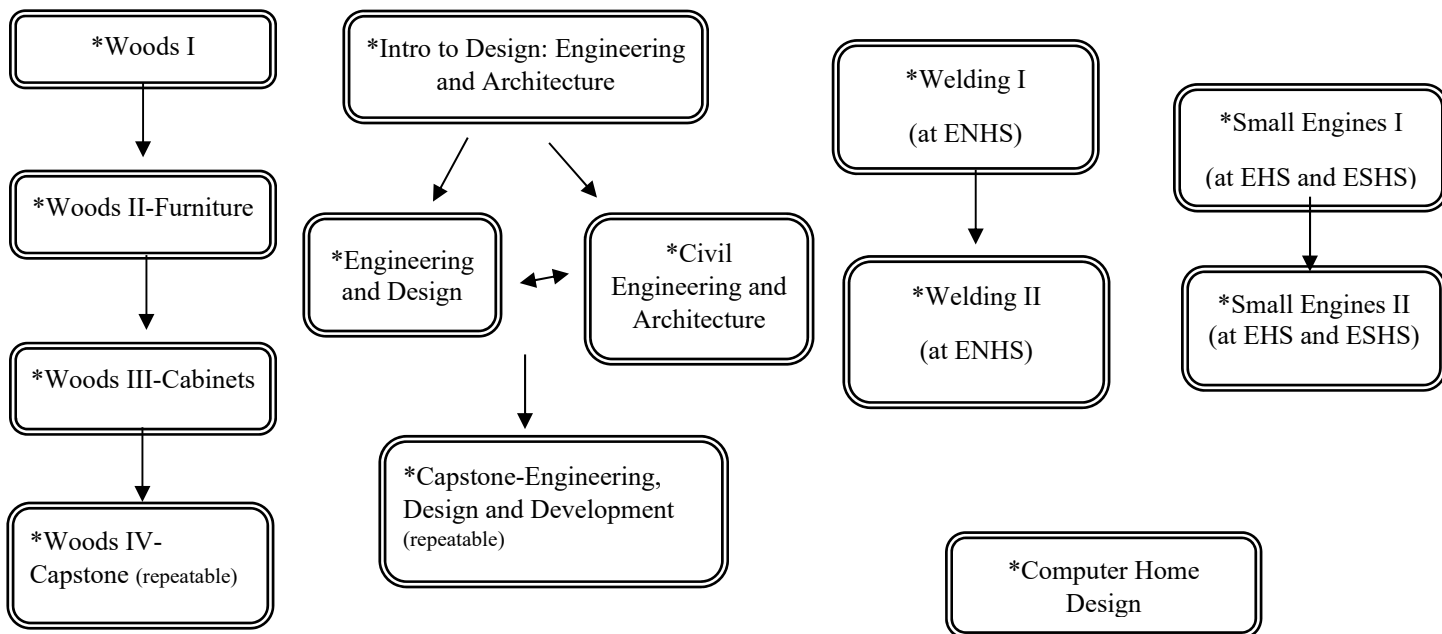 *Woods I
*Woods II-Furniture
*Woods III-Cabinets
*Woods IV-
Capstone (repeatable)
*Intro to Design: Engineering
and Architecture
*Engineering
and Design
*Civil
Engineering and
Architecture
*Capstone-Engineering,
Design and Development
(repeatable)
*Welding I
(at ENHS)
*Welding II
(at ENHS)
*Small Engines I
(at EHS and ESHS)
*Small Engines II
(at EHS and ESHS)
*Computer Home
Design